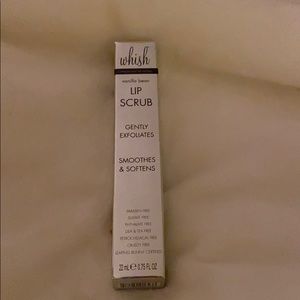 whish
vanilla bean
LIP
SCRUB
GENTLY
EXFOLIATES
SMOOTHES
& SOFTENS
PARABEN FREE
SULFATE FREE
PHTHALATE FREE
DEA & TEA FREE
PETROCHEMICAL FREE
CRUELTY FREE
LEAPING BUNNY CERTIFIED
22 mL ℮ 0.75 FL OZ